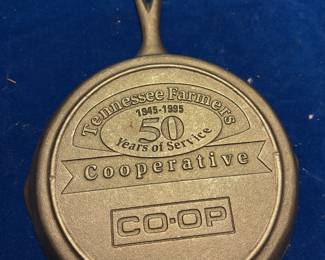 Tennessee Farmers
1945-1995
50
Years of Service
Cooperative
CO-OP